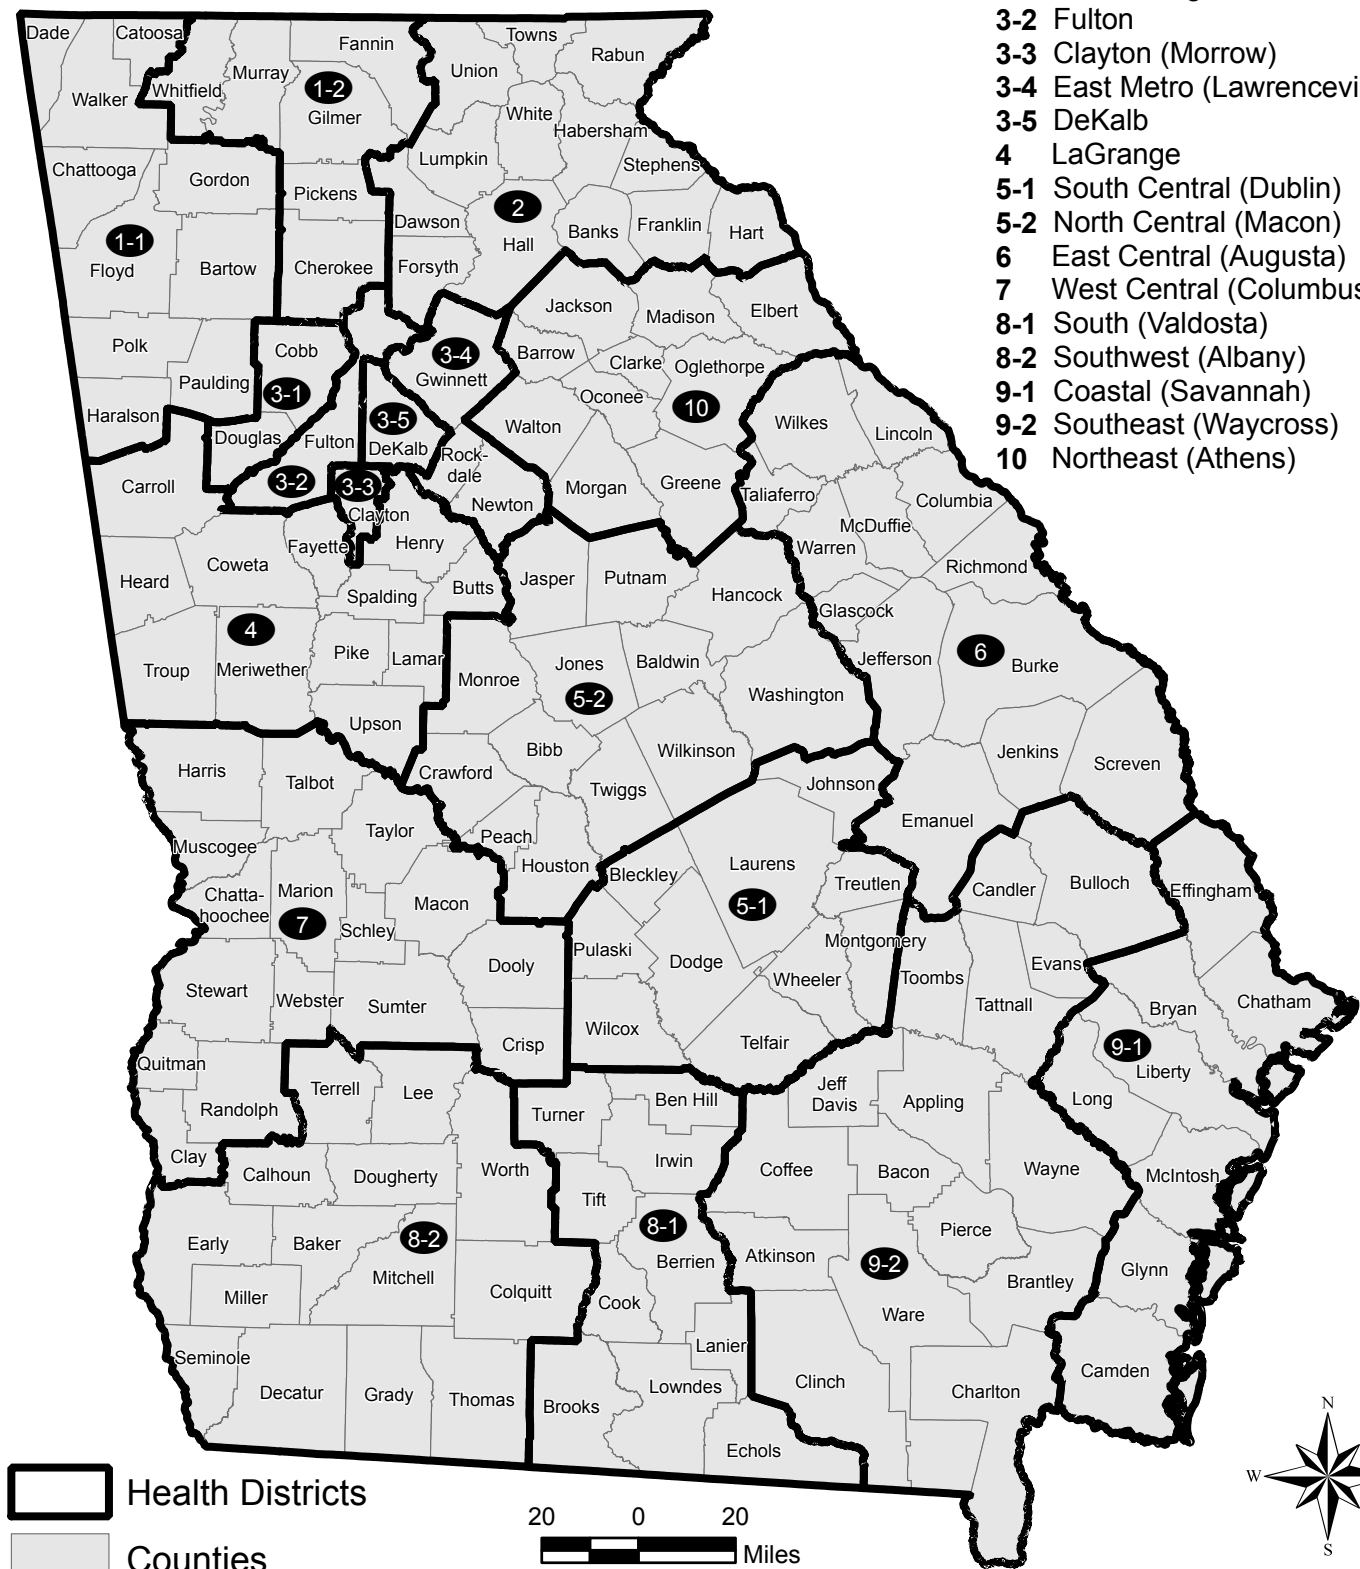 3-2 Fulton
3-3 Clayton (Morrow)
3-4 East Metro (Lawrencevi
3-5 DeKalb
4 LaGrange
5-1 South Central (Dublin)
5-2 North Central (Macon)
6 East Central (Augusta)
7 West Central (Columbus
8-1 South (Valdosta)
8-2 Southwest (Albany)
9-1 Coastal (Savannah)
9-2 Southeast (Waycross)
10 Northeast (Athens)
Dade
Catoosa
Fannin
Towns
Rabun
Union
Murray
Whitfield
Walker
1-2
Gilmer
White
Habersham
Lumpkin
Stephens
Chattooga
Gordon
Pickens
2
Dawson
Hall
Banks
Franklin
Hart
1-1
Floyd
Bartow
Cherokee
Forsyth
Jackson
Madison
Elbert
Polk
Cobb
3-4
Gwinnett
Barrow
Clarke
Oglethorpe
Paulding
3-1
Oconee
10
Haralson
3-5
DeKalb
Walton
Wilkes
Lincoln
Douglas
Fulton
Rock-
dale
Carroll
3-2
3-3
Morgan
Greene
Taliaferro
Columbia
Newton
Clayton
McDuffie
Fayette
Henry
Warren
Coweta
Heard
Butts
Jasper
Putnam
Richmond
Spalding
Hancock
Glascock
4
Meriwether
Troup
Pike
Lamar
Monroe
Jones
Baldwin
Jefferson
6
Burke
5-2
Washington
Upson
Bibb
Wilkinson
Jenkins
Screven
Harris
Talbot
Crawford
Twiggs
Johnson
Taylor
Peach
Emanuel
Muscogee
Houston
Laurens
Bleckley
Treutlen
Candler
Bulloch
Effingham
Chatta-
hoochee
Marion
7
Macon
5-1
Schley
Montgomery
Pulaski
Dodge
Dooly
Wheeler
Toombs
Evans
Stewart
Webster
Sumter
Tattnall
Bryan
Chatham
Wilcox
Telfair
Crisp
9-1
Liberty
Quitman
Terrell
Lee
Jeff
Davis
Randolph
Turner
Ben Hill
Appling
Long
Clay
Calhoun
Dougherty
Worth
Irwin
Coffee
Bacon
Wayne
McIntosh
Tift
8-1
Early
Baker
8-2
Mitchell
Pierce
Berrien
Atkinson
9-2
Glynn
Miller
Colquitt
Cook
Brantley
Ware
Lanier
Seminole
Camden
Decatur
Grady
Thomas
Brooks
Lowndes
Clinch
Charlton
Echols
N
W
S
Health Districts
Counties
20 0 20
Miles